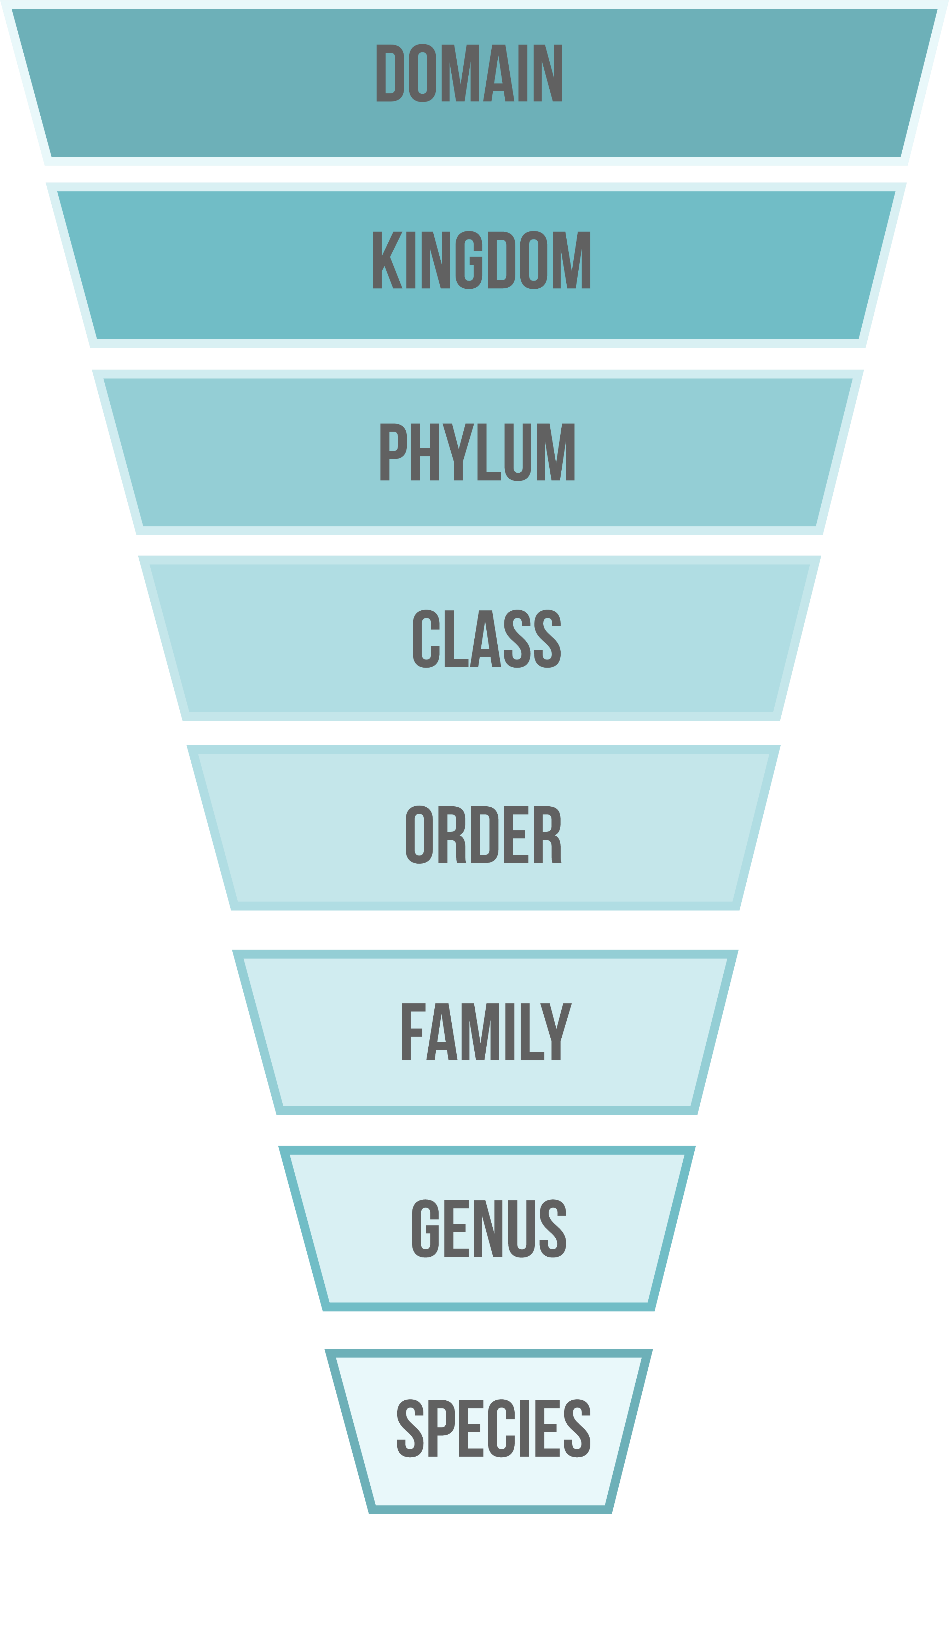 DOMAIN
KINGDOM
PHYLUM
CLASS
ORDER
FAMILY
GENUS
SPECIES